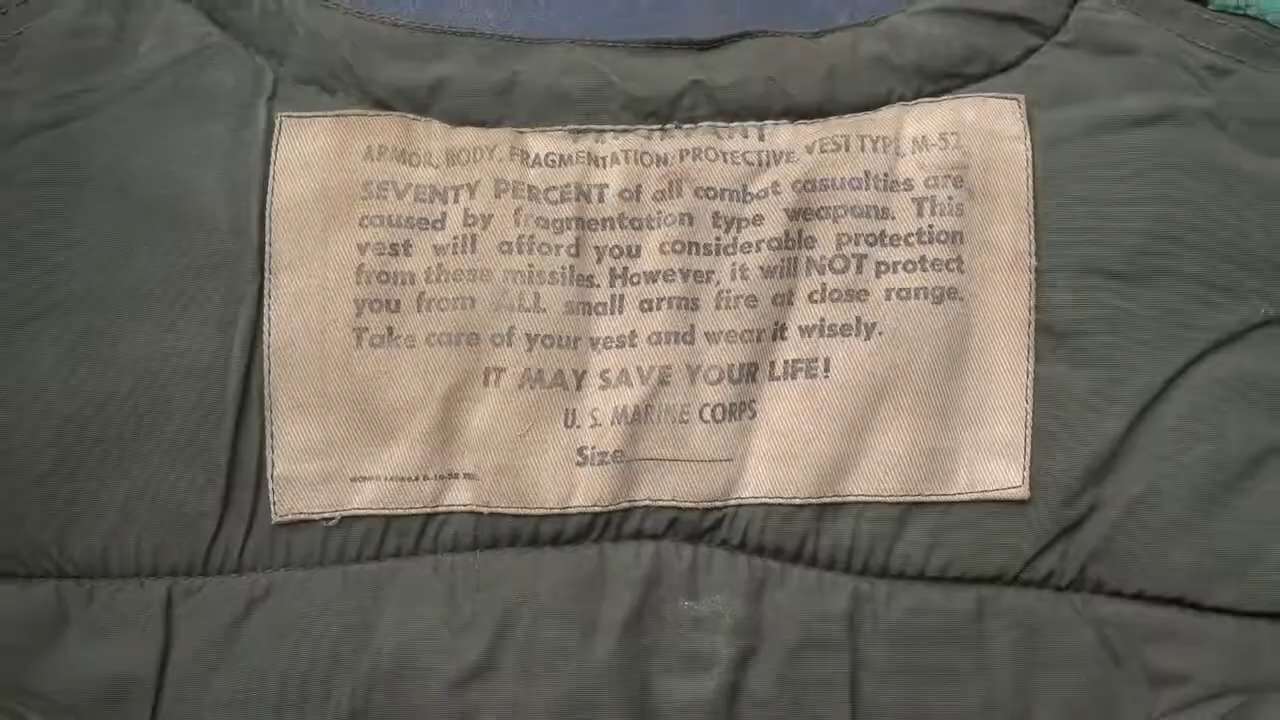 ARMOR, BODY, FRAGMENTATION PROTECTIVE VEST TYPE M-52
SEVENTY PERCENT of all combat casualties are
caused by fragmentation type weapons. This
vest will afford you considerable protection
from these missiles. However, it will NOT protect
you from ALL small arms fire at close range.
Take care of your vest and wear it wisely.
IT MAY SAVE YOUR LIFE!
U. S. MARINE CORPS
Size